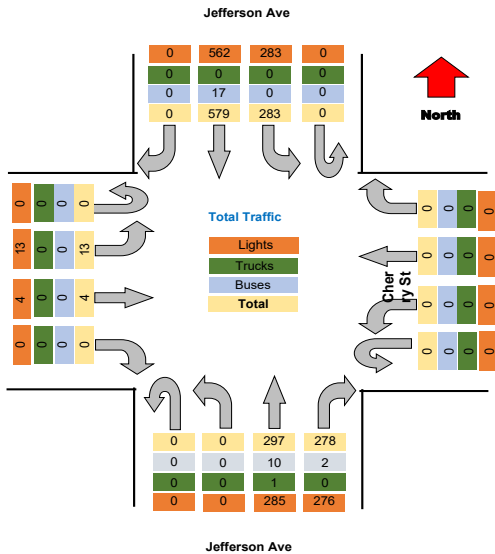 Jefferson Ave
0 562 283 0
0 0 0 0
0 17 0 0
0 579 283 0
North
0 0 0 0
13 0 0 13
4 0 0 4
0 0 0 0
Total Traffic
Lights
Trucks
Buses
Total
Cher
ry St
0 0 0 0
0 0 0 0
0 0 0 0
0 0 0 0
0 0 297 278
0 0 10 2
0 0 1 0
0 0 285 276
Jefferson Ave